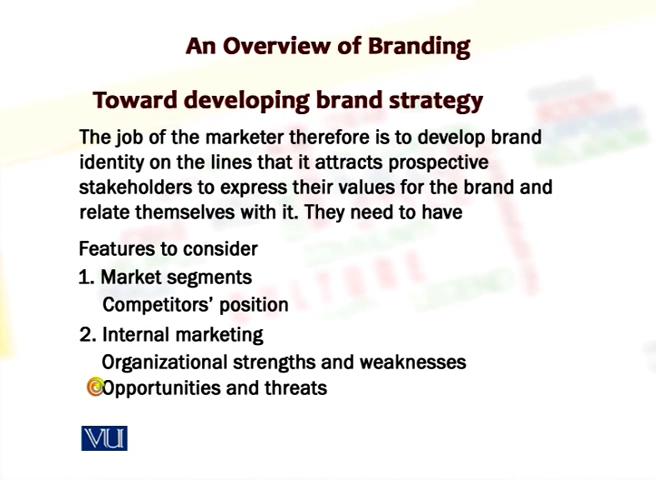 An Overview of Branding
Toward developing brand strategy
The job of the marketer therefore is to develop brand
identity on the lines that it attracts prospective
stakeholders to express their values for the brand and
relate themselves with it. They need to have
Features to consider
1. Market segments
Competitors' position
2. Internal marketing
Organizational strengths and weaknesses
Opportunities and threats
VU